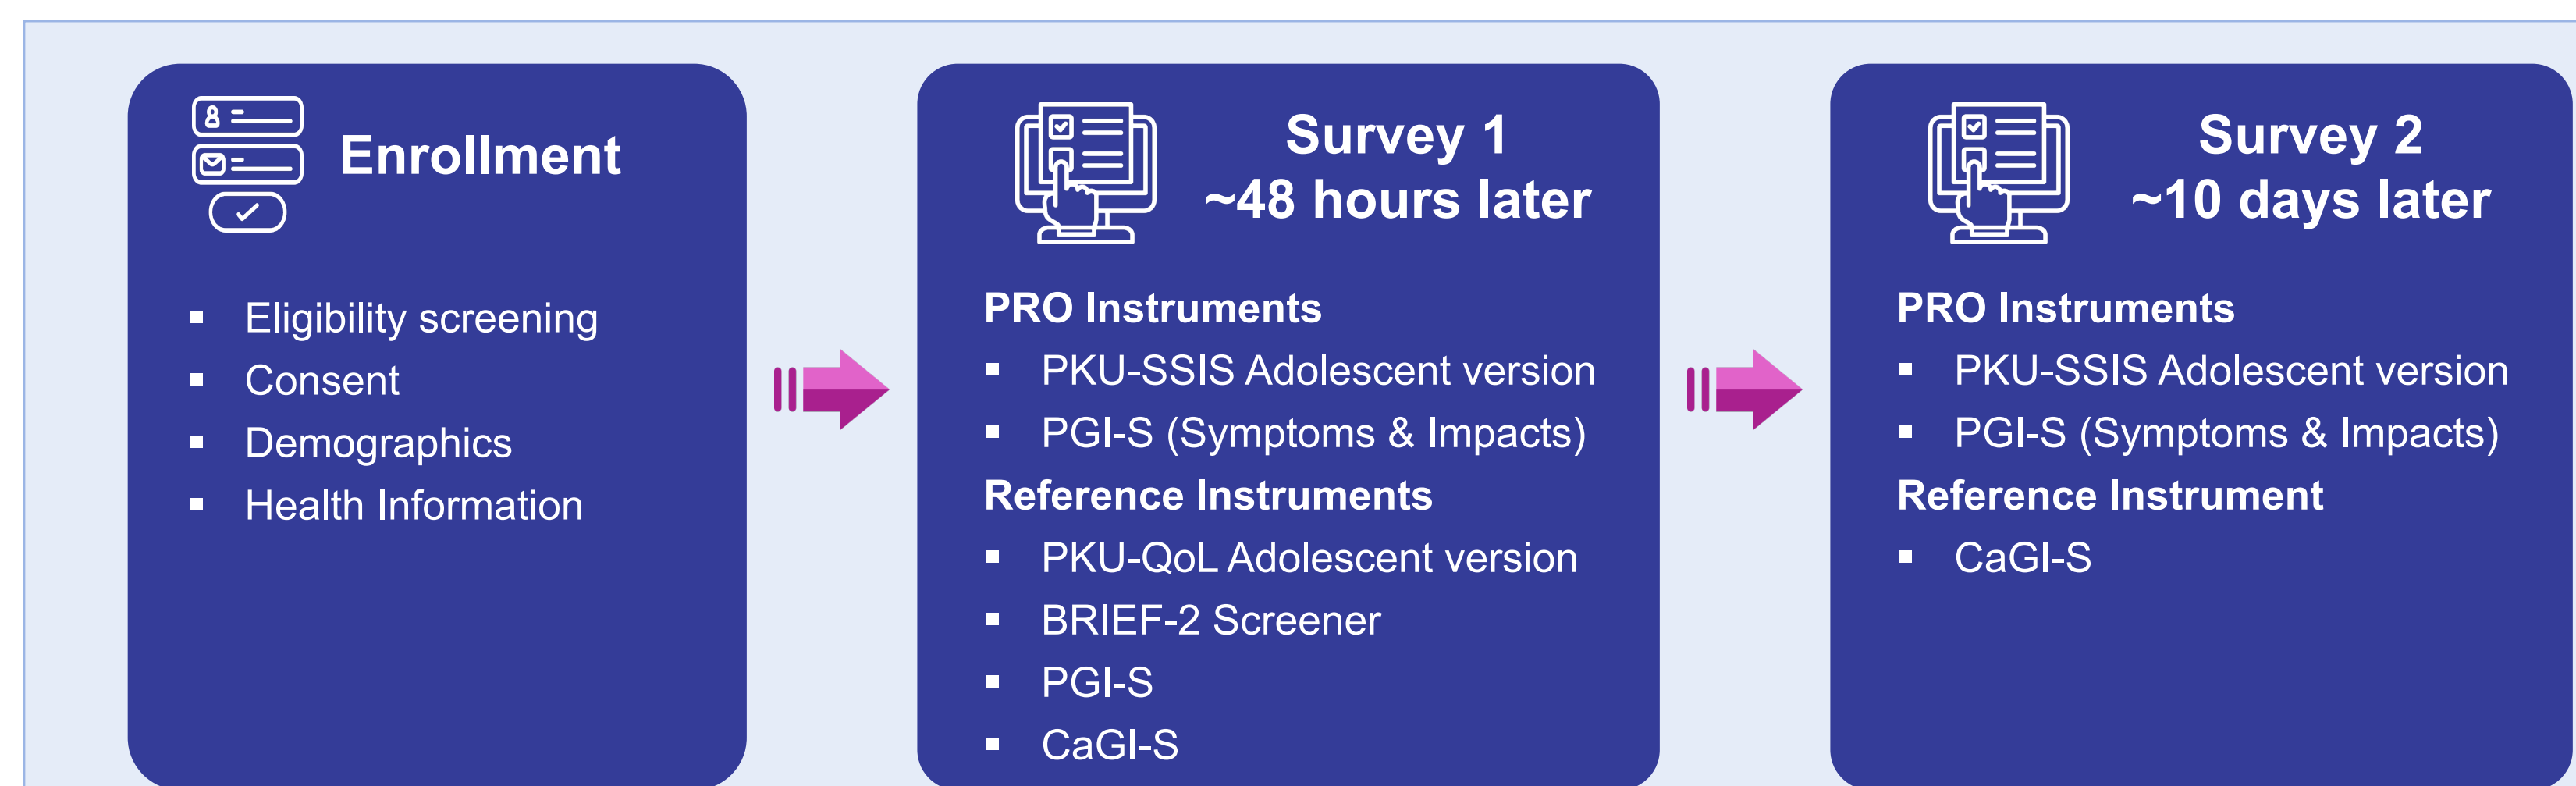 Enrollment
Eligibility screening
Consent
Demographics
Health Information
Survey 1
~48 hours later
PRO Instruments
PKU-SSIS Adolescent version
PGI-S (Symptoms & Impacts)
Reference Instruments
PKU-QoL Adolescent version
BRIEF-2 Screener
PGI-S
CaGI-S
Survey 2
~10 days later
PRO Instruments
PKU-SSIS Adolescent version
PGI-S (Symptoms & Impacts)
Reference Instrument
CaGI-S